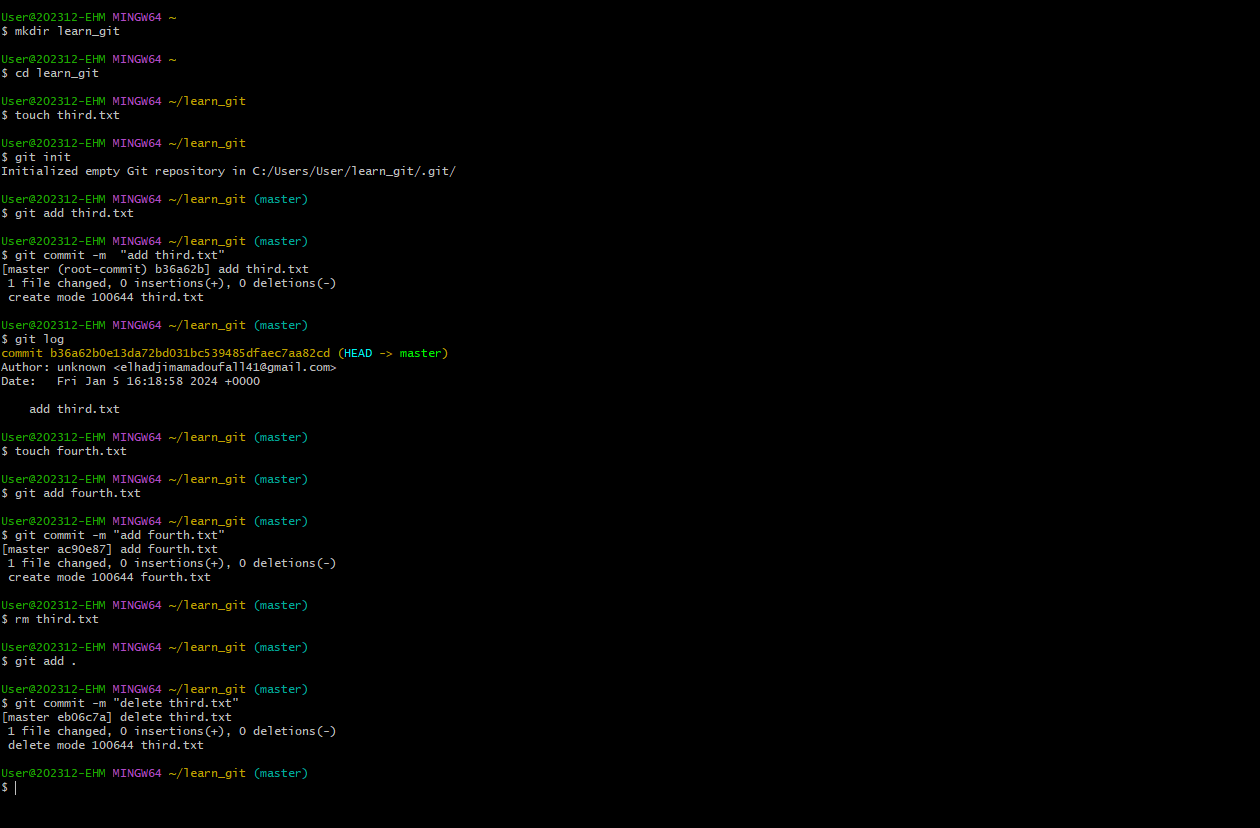 User@202312-EHM MINGW64 ~
$ mkdir learn_git
User@202312-EHM MINGW64 ~
$ cd learn_git
User@202312-EHM MINGW64 ~/learn_git
$ touch third.txt
User@202312-EHM MINGW64 ~/learn_git
$ git init
Initialized empty Git repository in C:/Users/User/learn_git/.git/
User@202312-EHM MINGW64 ~/learn_git (master)
$ git add third.txt
User@202312-EHM MINGW64 ~/learn_git (master)
$ git commit -m  "add third.txt"
[master (root-commit) b36a62b] add third.txt
 1 file changed, 0 insertions(+), 0 deletions(-)
 create mode 100644 third.txt
User@202312-EHM MINGW64 ~/learn_git (master)
$ git log
commit b36a62b0e13da72bd031bc539485dfaec7aa82cd (HEAD -> master)
Author: unknown <elhadjimamadoufall41@gmail.com>
Date:   Fri Jan 5 16:18:58 2024 +0000
    add third.txt
User@202312-EHM MINGW64 ~/learn_git (master)
$ touch fourth.txt
User@202312-EHM MINGW64 ~/learn_git (master)
$ git add fourth.txt
User@202312-EHM MINGW64 ~/learn_git (master)
$ git commit -m "add fourth.txt"
[master ac90e87] add fourth.txt
 1 file changed, 0 insertions(+), 0 deletions(-)
 create mode 100644 fourth.txt
User@202312-EHM MINGW64 ~/learn_git (master)
$ rm third.txt
User@202312-EHM MINGW64 ~/learn_git (master)
$ git add .
User@202312-EHM MINGW64 ~/learn_git (master)
$ git commit -m "delete third.txt"
[master eb06c7a] delete third.txt
 1 file changed, 0 insertions(+), 0 deletions(-)
 delete mode 100644 third.txt
User@202312-EHM MINGW64 ~/learn_git (master)
$